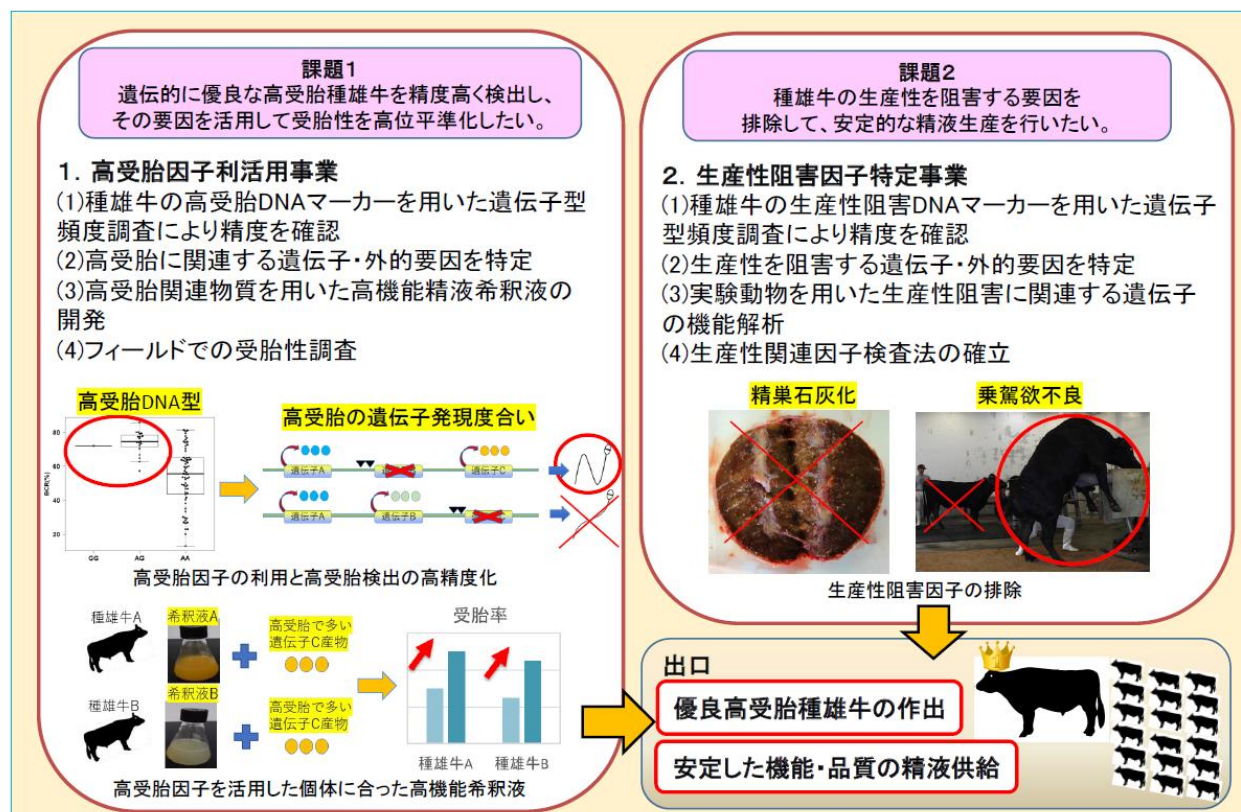 課題1
遺伝的に優良な高受胎種雄牛を精度高く検出し、
その要因を活用して受胎性を高位平準化したい。
1．高受胎因子利活用事業
(1)種雄牛の高受胎DNAマーカーを用いた遺伝子型
頻度調査により精度を確認
(2)高受胎に関連する遺伝子・外的要因を特定
(3)高受胎関連物質を用いた高機能精液希釈液の
開発
(4)フィールドでの受胎性調査
高受胎DNA型
高受胎の遺伝子発現度合い
BCR(%)
80
60
40
20
GG
AG
AA
遺伝子A
遺伝子C
遺伝子A
遺伝子B
高受胎因子の利用と高受胎検出の高精度化
種雄牛A
希釈液A
高受胎で多い
遺伝子C産物
種雄牛B
希釈液B
高受胎で多い
遺伝子C産物
受胎率
種雄牛A
種雄牛B
高受胎因子を活用した個体に合った高機能希釈液
課題2
種雄牛の生産性を阻害する要因を
排除して、安定的な精液生産を行いたい。
2．生産性阻害因子特定事業
(1)種雄牛の生産性阻害DNAマーカーを用いた遺伝子
型頻度調査により精度を確認
(2)生産性を阻害する遺伝子・外的要因を特定
(3)実験動物を用いた生産性阻害に関連する遺伝子
の機能解析
(4)生産性関連因子検査法の確立
精巣石灰化
乗駕欲不良
生産性阻害因子の排除
出口
優良高受胎種雄牛の作出
安定した機能・品質の精液供給